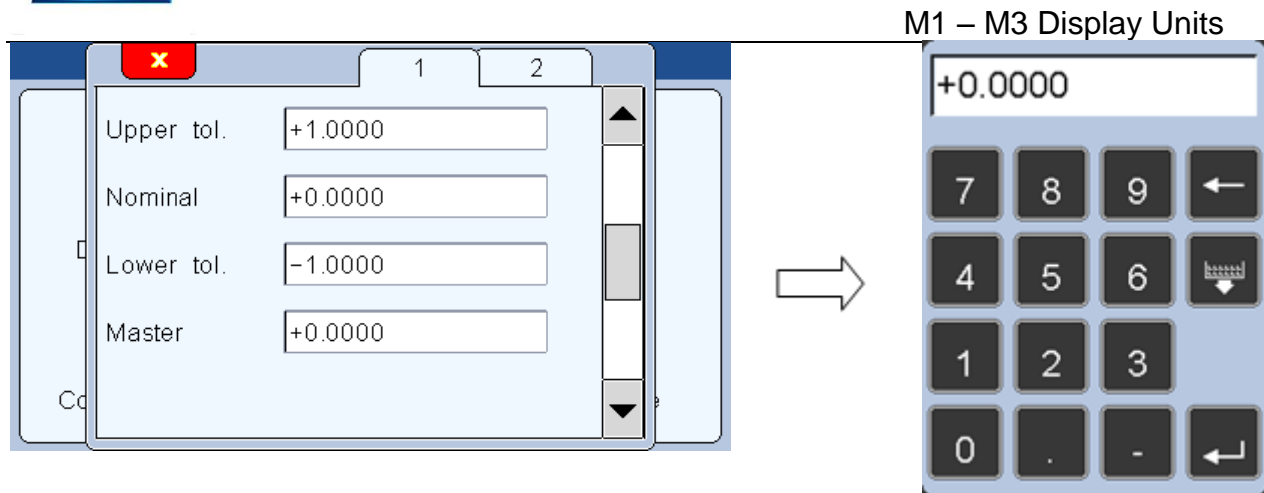 M1 – M3 Display Units
x
1 2
Upper tol. +1.0000
Nominal +0.0000
Lower tol. −1.0000
Master +0.0000
+0.0000
7 8 9
4 5 6
1 2 3
0 . -